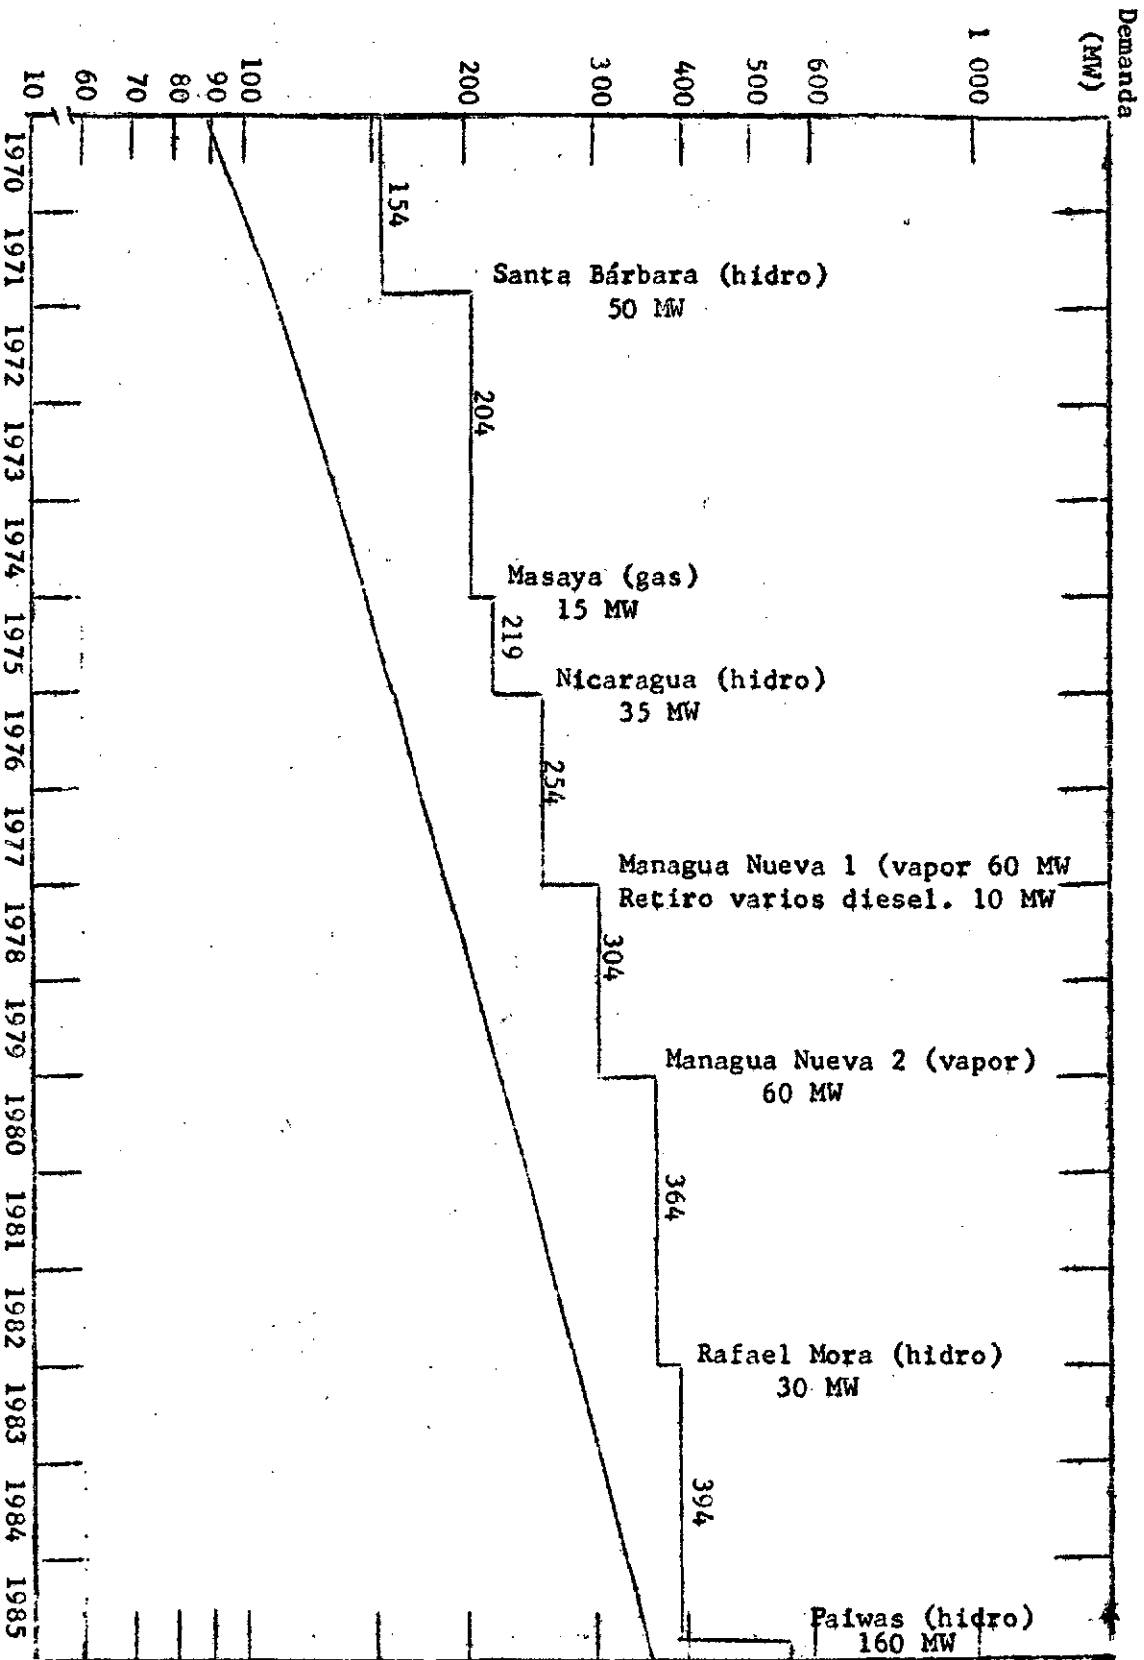 Demanda
(MW)
1 000
600
500
400
300
200
100
90
80
70
60
10
154
Santa Bárbara (hidro)
50 MW
204
Masaya (gas)
15 MW
219
Nicaragua (hidro)
35 MW
254
Managua Nueva 1 (vapor 60 MW
Retiro varios diesel. 10 MW
304
Managua Nueva 2 (vapor)
60 MW
364
Rafael Mora (hidro)
30 MW
394
Paiwas (hidro)
160 MW
1970
1971
1972
1973
1974
1975
1976
1977
1978
1979
1980
1981
1982
1983
1984
1985